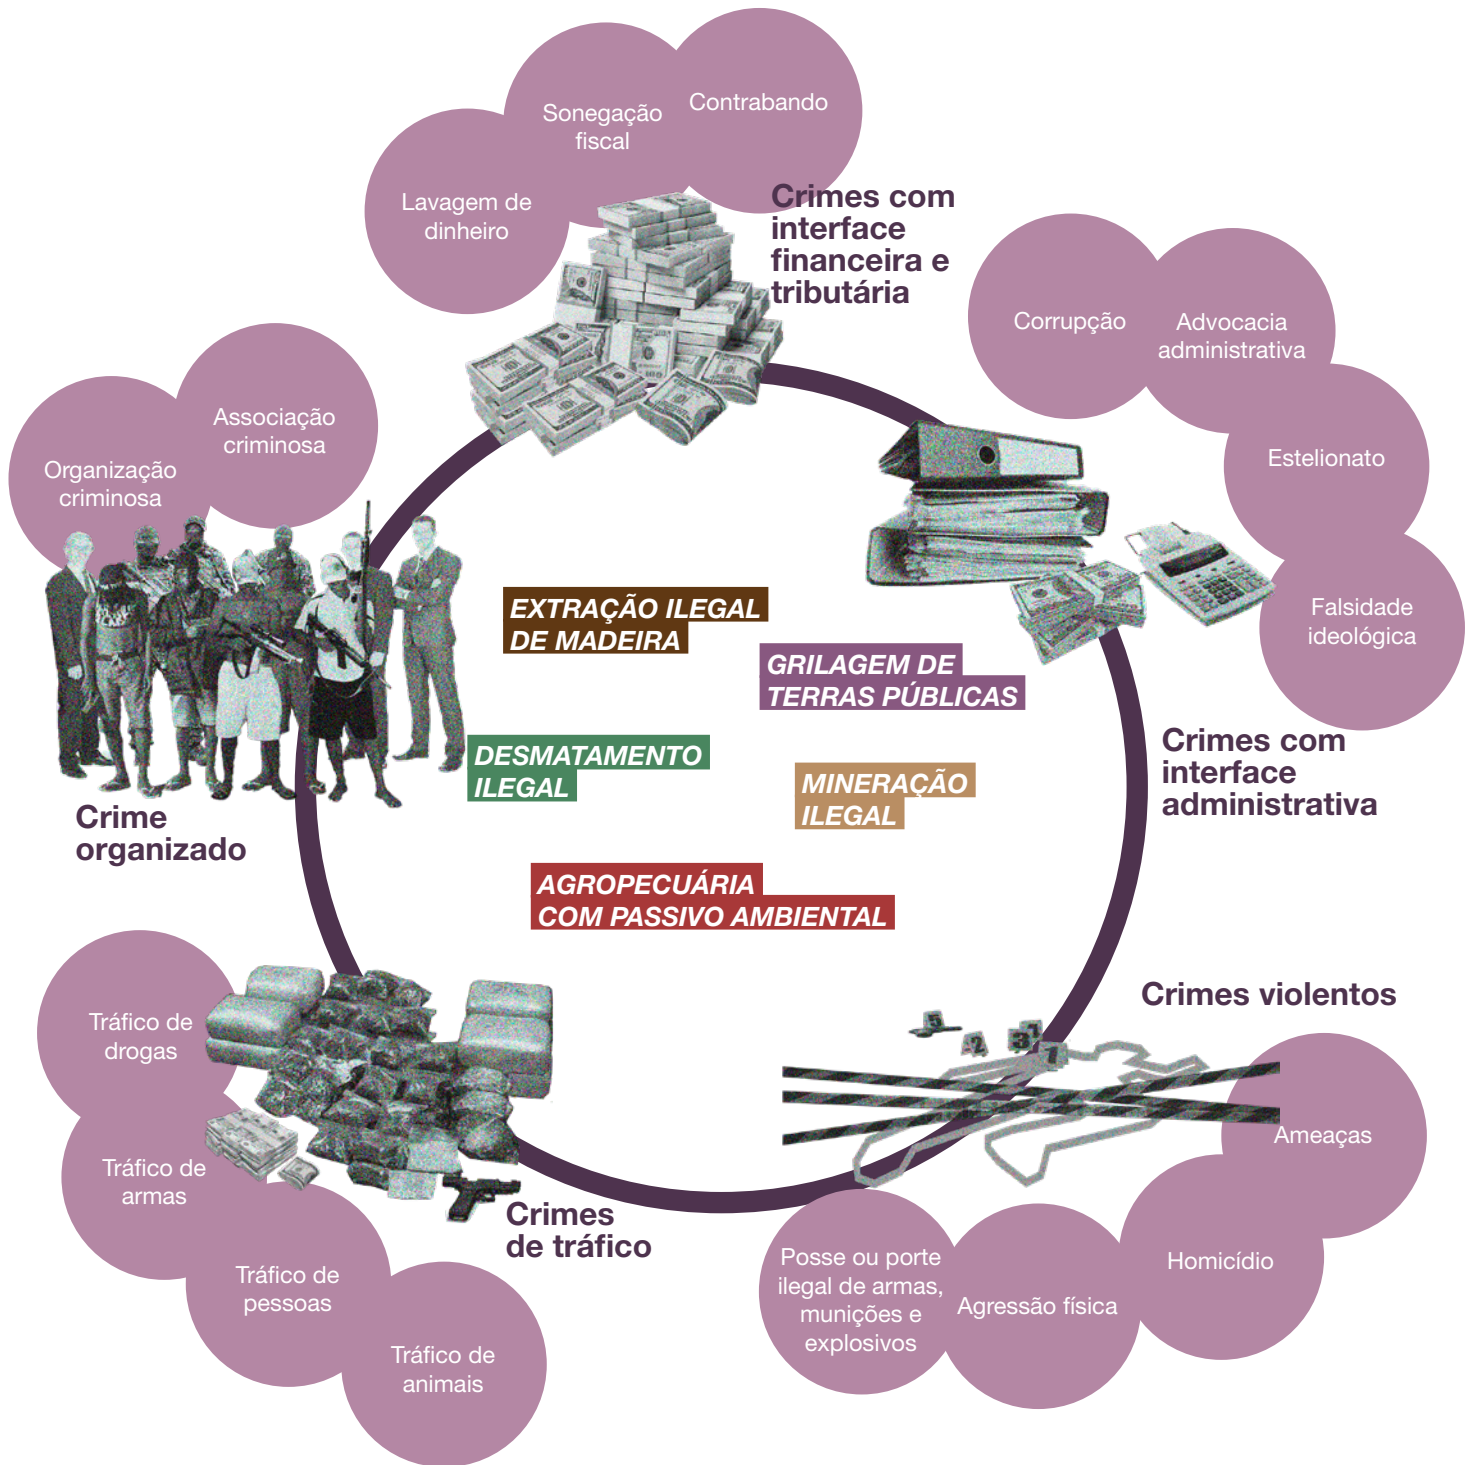 Contrabando
Sonegação
fiscal
Lavagem de
dinheiro
Crimes com
interface
financeira e
tributária
Corrupção
Advocacia
administrativa
Estelionato
Falsidade
ideológica
Crimes com
interface
administrativa
Associação
criminosa
Organização
criminosa
Crime
organizado
EXTRAÇÃO ILEGAL
DE MADEIRA
GRILAGEM DE
TERRAS PÚBLICAS
DESMATAMENTO
ILEGAL
MINERAÇÃO
ILEGAL
AGROPECUÁRIA
COM PASSIVO AMBIENTAL
Tráfico de
drogas
Tráfico de
armas
Tráfico de
pessoas
Tráfico de
animais
Crimes
de tráfico
Crimes violentos
Ameaças
Homicídio
Agressão física
Posse ou porte
ilegal de armas,
munições e
explosivos